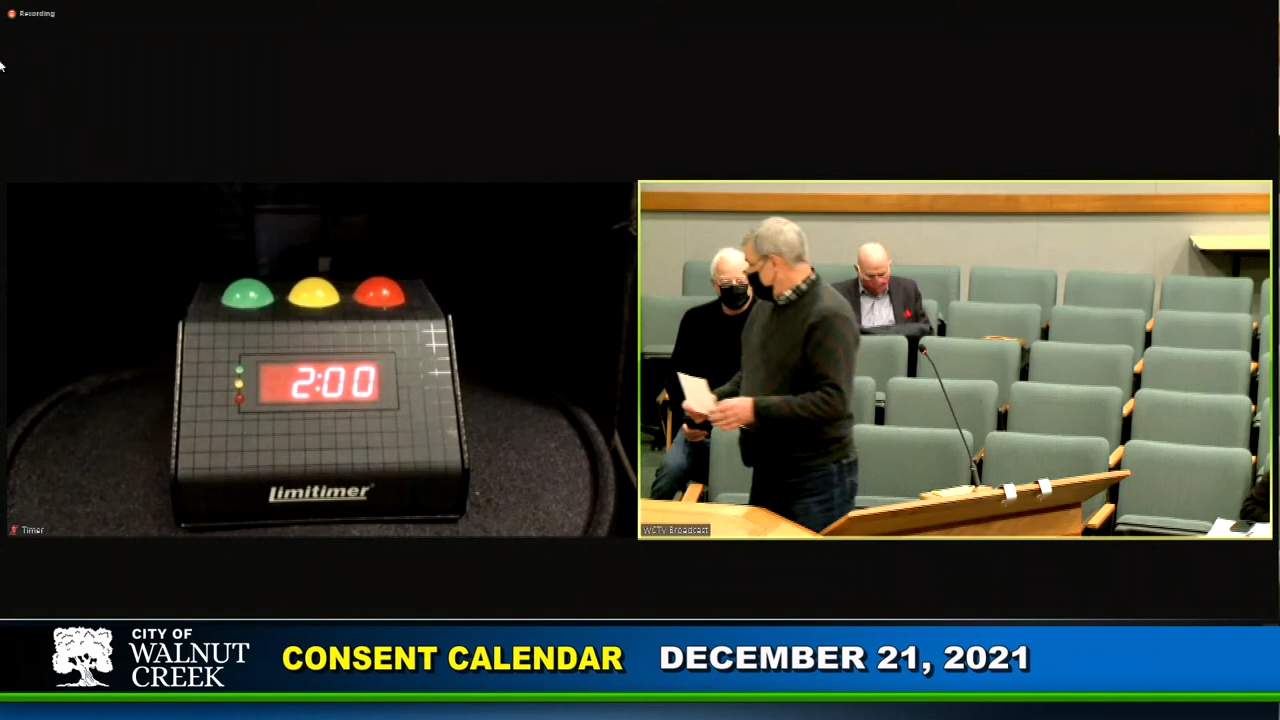 Recording
2:00
Limitimer
Timer
WCTV Broadcast
CITY OF
WALNUT
CREEK
CONSENT CALENDAR
DECEMBER 21, 2021